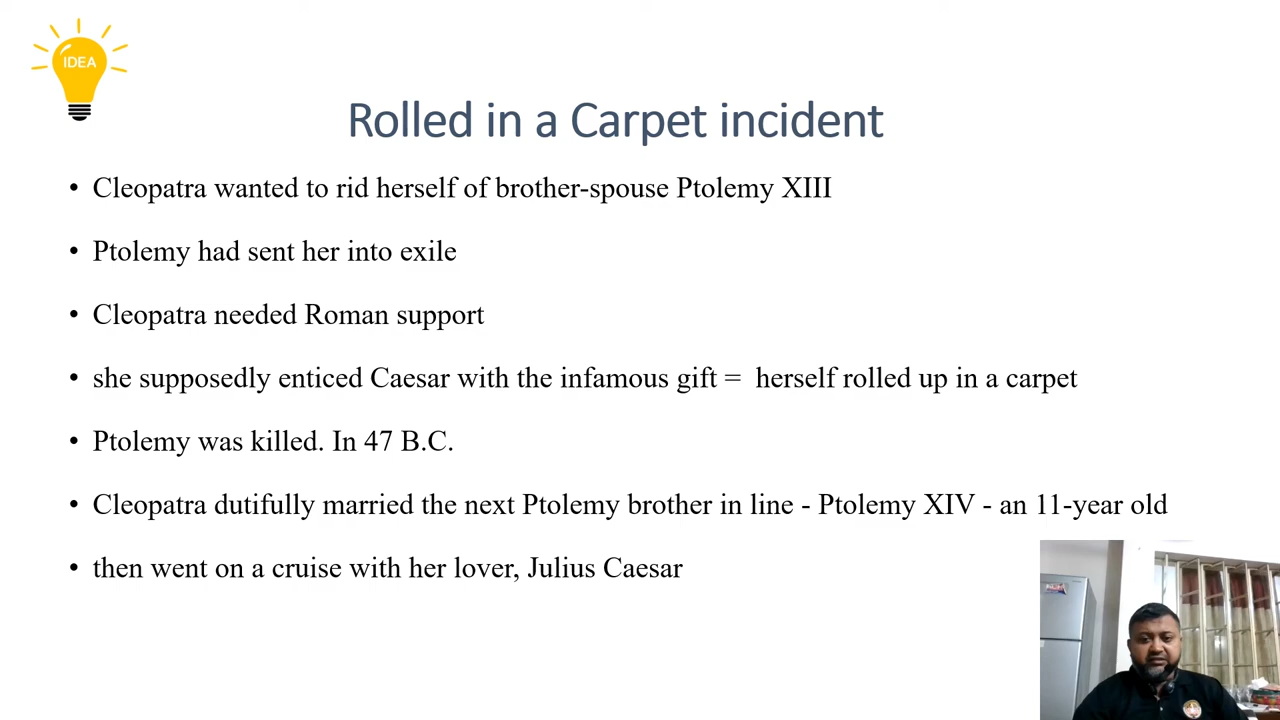 IDEA
Rolled in a Carpet incident
• Cleopatra wanted to rid herself of brother-spouse Ptolemy XIII
• Ptolemy had sent her into exile
• Cleopatra needed Roman support
• she supposedly enticed Caesar with the infamous gift =  herself rolled up in a carpet
• Ptolemy was killed. In 47 B.C.
• Cleopatra dutifully married the next Ptolemy brother in line - Ptolemy XIV - an 11-year old
• then went on a cruise with her lover, Julius Caesar